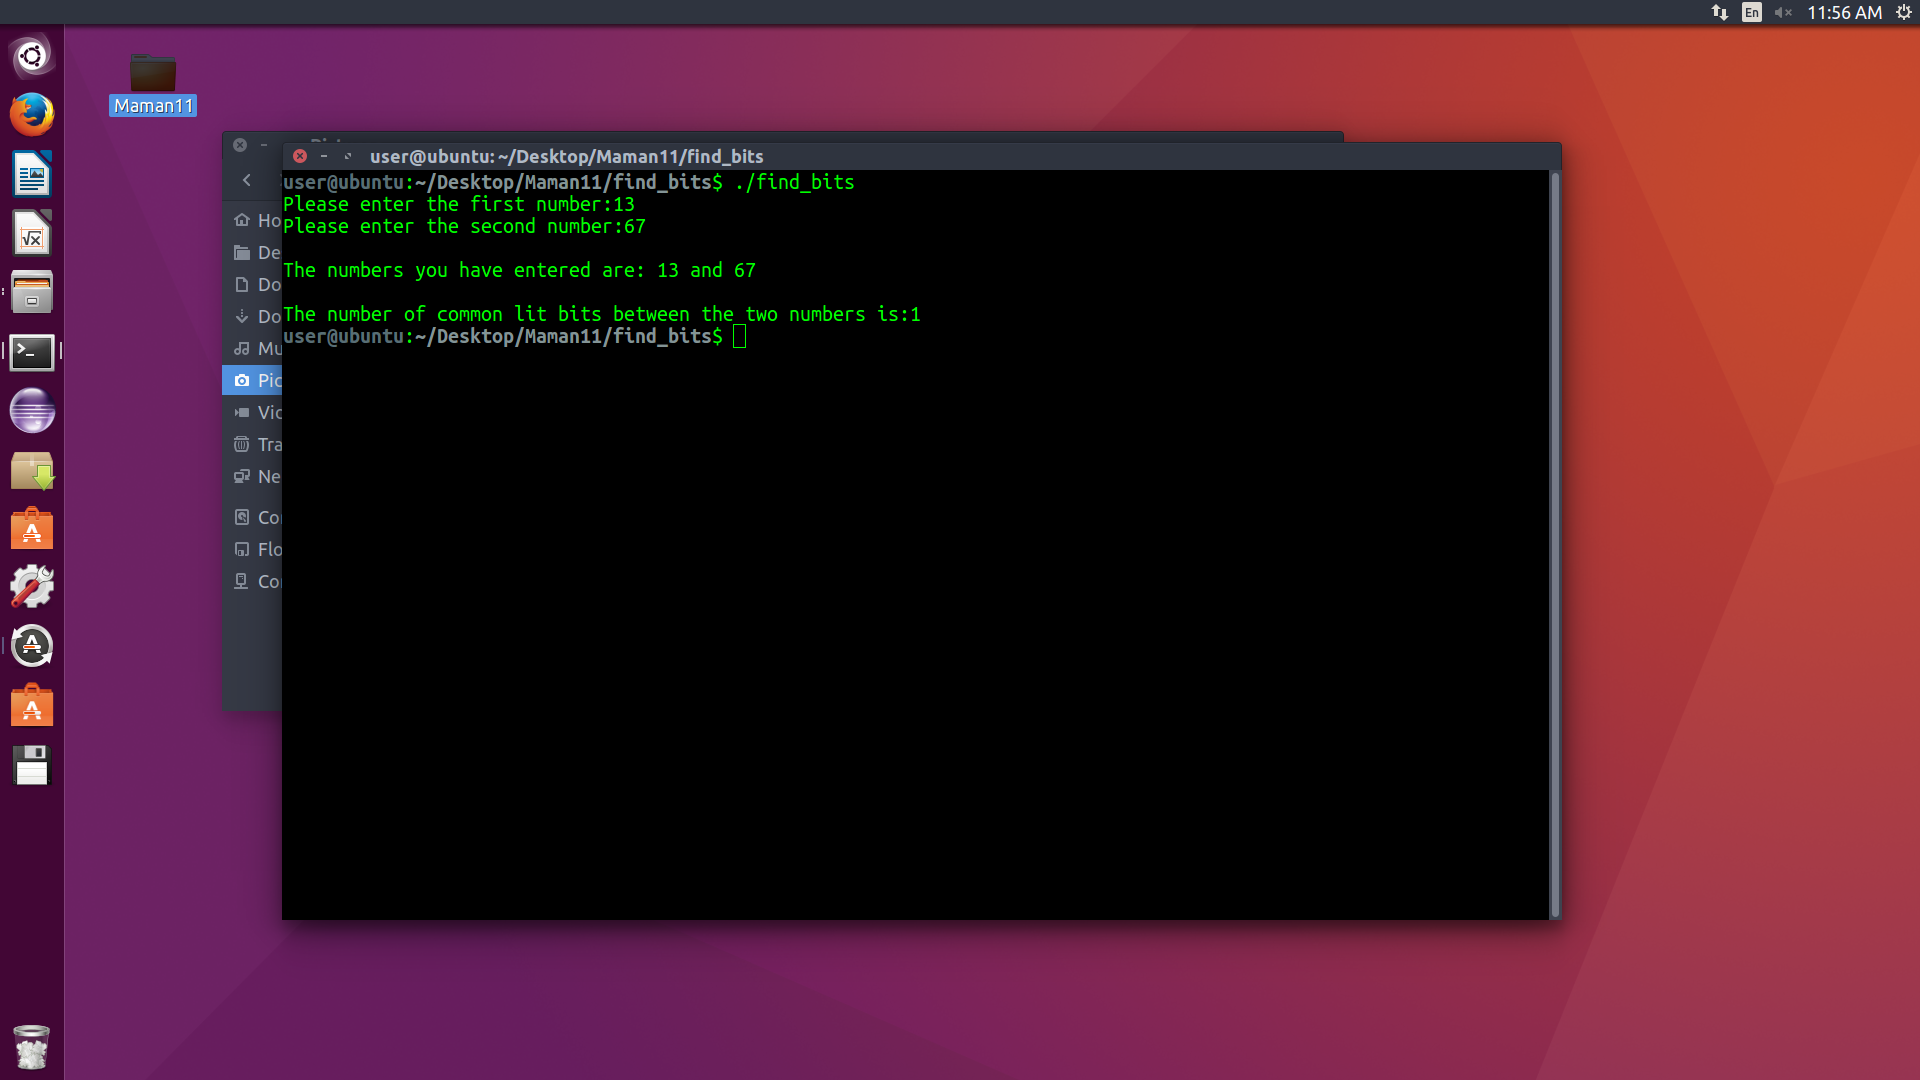 En
11:56 AM
Maman11
user@ubuntu: ~/Desktop/Maman11/find_bits
user@ubuntu:~/Desktop/Maman11/find_bits$ ./find_bits
Please enter the first number:13
Please enter the second number:67
The numbers you have entered are: 13 and 67
The number of common lit bits between the two numbers is:1
user@ubuntu:~/Desktop/Maman11/find_bits$
Ho
De
Do
Do
Mu
Pic
Vid
Tra
Ne
Co
Flo
Co